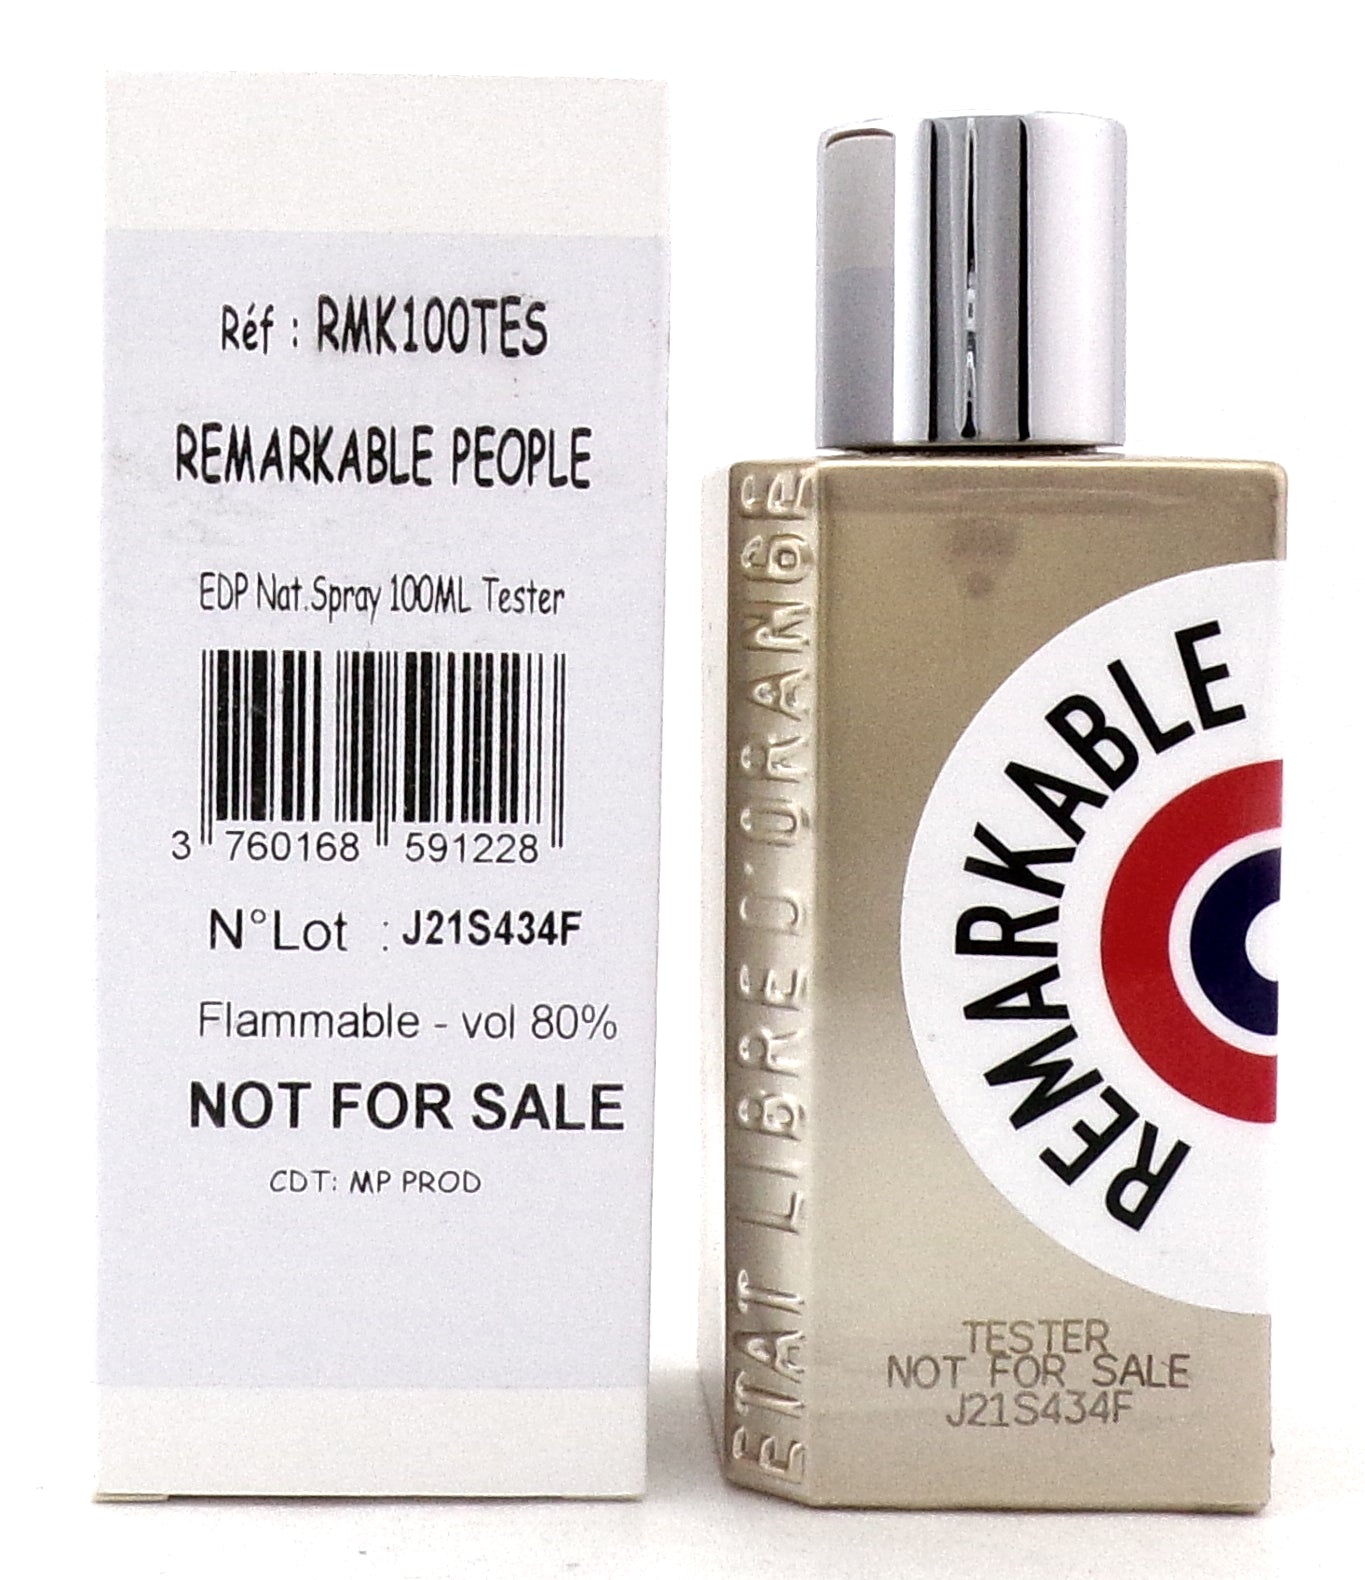 Réf : RMK100TES
REMARKABLE PEOPLE
EDP Nat.Spray 100ML Tester
3 760168 591228
N°Lot : J21S434F
Flammable - vol 80%
NOT FOR SALE
CDT: MP PROD
ETAT LIBRE D'ORANGE
REMARKABLE
TESTER
NOT FOR SALE
J21S434F